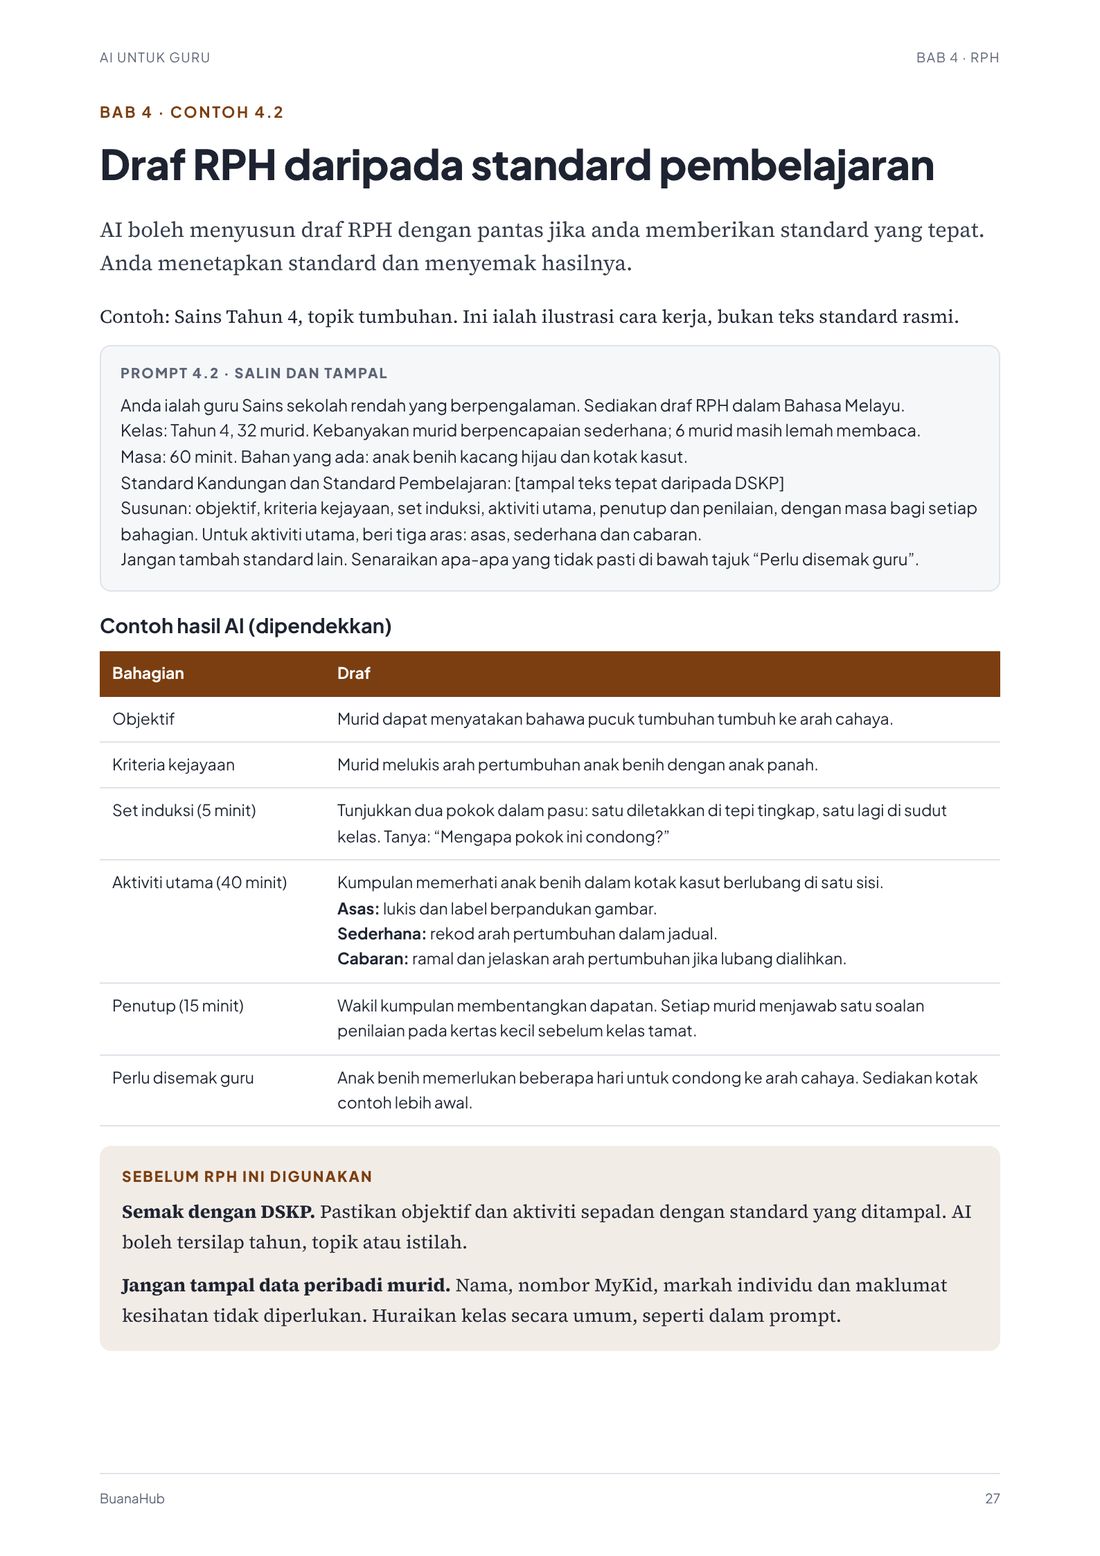 AI UNTUK GURU
BAB 4 · RPH
BAB 4 · CONTOH 4.2
Draf RPH daripada standard pembelajaran
AI boleh menyusun draf RPH dengan pantas jika anda memberikan standard yang tepat.
Anda menetapkan standard dan menyemak hasilnya.
Contoh: Sains Tahun 4, topik tumbuhan. Ini ialah ilustrasi cara kerja, bukan teks standard rasmi.
PROMPT 4.2 · SALIN DAN TAMPAL
Anda ialah guru Sains sekolah rendah yang berpengalaman. Sediakan draf RPH dalam Bahasa Melayu.
Kelas: Tahun 4, 32 murid. Kebanyakan murid berpencapaian sederhana; 6 murid masih lemah membaca.
Masa: 60 minit. Bahan yang ada: anak benih kacang hijau dan kotak kasut.
Standard Kandungan dan Standard Pembelajaran: [tampal teks tepat daripada DSKP]
Susunan: objektif, kriteria kejayaan, set induksi, aktiviti utama, penutup dan penilaian, dengan masa bagi setiap
bahagian. Untuk aktiviti utama, beri tiga aras: asas, sederhana dan cabaran.
Jangan tambah standard lain. Senaraikan apa-apa yang tidak pasti di bawah tajuk “Perlu disemak guru”.
Contoh hasil AI (dipendekkan)
Bahagian
Draf
Objektif
Murid dapat menyatakan bahawa pucuk tumbuhan tumbuh ke arah cahaya.
Kriteria kejayaan
Murid melukis arah pertumbuhan anak benih dengan anak panah.
Set induksi (5 minit)
Tunjukkan dua pokok dalam pasu: satu diletakkan di tepi tingkap, satu lagi di sudut
kelas. Tanya: “Mengapa pokok ini condong?”
Aktiviti utama (40 minit)
Kumpulan memerhati anak benih dalam kotak kasut berlubang di satu sisi.
Asas: lukis dan label berpandukan gambar.
Sederhana: rekod arah pertumbuhan dalam jadual.
Cabaran: ramal dan jelaskan arah pertumbuhan jika lubang dialihkan.
Penutup (15 minit)
Wakil kumpulan membentangkan dapatan. Setiap murid menjawab satu soalan
penilaian pada kertas kecil sebelum kelas tamat.
Perlu disemak guru
Anak benih memerlukan beberapa hari untuk condong ke arah cahaya. Sediakan kotak
contoh lebih awal.
SEBELUM RPH INI DIGUNAKAN
Semak dengan DSKP. Pastikan objektif dan aktiviti sepadan dengan standard yang ditampal. AI
boleh tersilap tahun, topik atau istilah.
Jangan tampal data peribadi murid. Nama, nombor MyKid, markah individu dan maklumat
kesihatan tidak diperlukan. Huraikan kelas secara umum, seperti dalam prompt.
BuanaHub
27